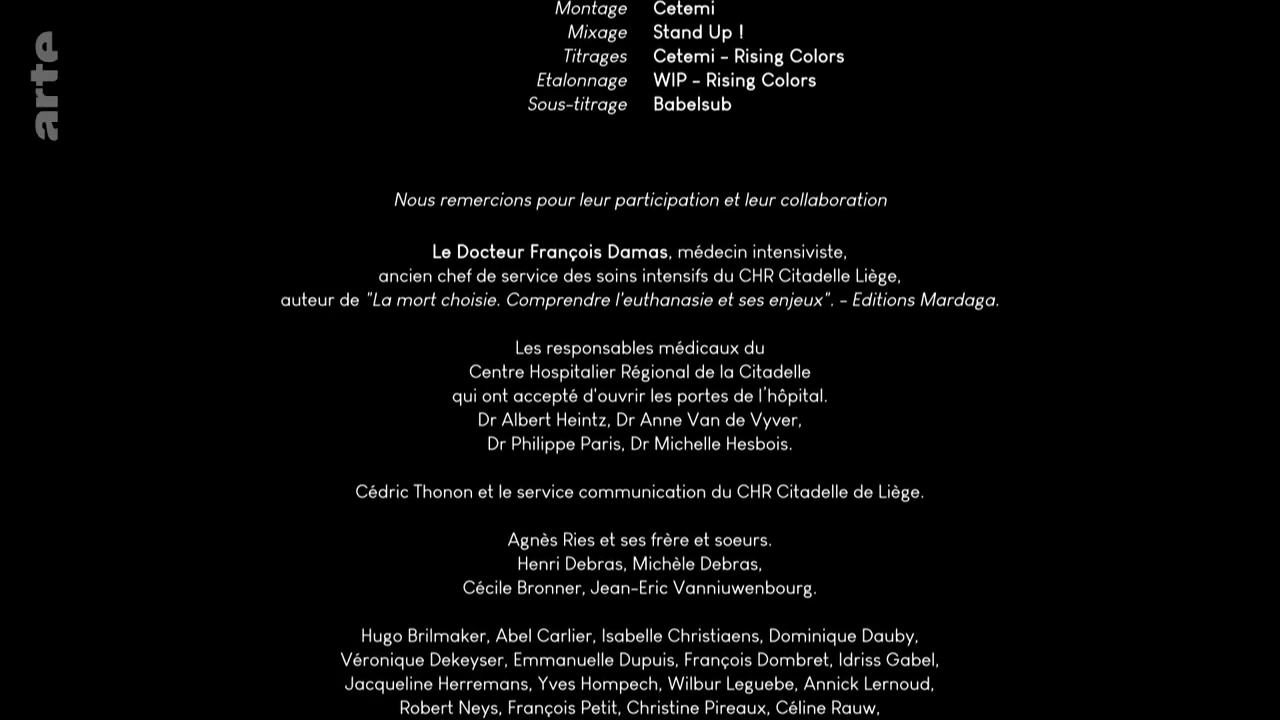 arte
Montage Cetemi
Mixage Stand Up !
Titrages Cetemi - Rising Colors
Etalonnage WIP - Rising Colors
Sous-titrage Babelsub
Nous remercions pour leur participation et leur collaboration
Le Docteur François Damas, médecin intensiviste,
ancien chef de service des soins intensifs du CHR Citadelle Liège,
auteur de "La mort choisie. Comprendre l'euthanasie et ses enjeux". - Editions Mardaga.
Les responsables médicaux du
Centre Hospitalier Régional de la Citadelle
qui ont accepté d'ouvrir les portes de l'hôpital.
Dr Albert Heintz, Dr Anne Van de Vyver,
Dr Philippe Paris, Dr Michelle Hesbois.
Cédric Thonon et le service communication du CHR Citadelle de Liège.
Agnès Ries et ses frère et soeurs.
Henri Debras, Michèle Debras,
Cécile Bronner, Jean-Eric Vanniuwenbourg.
Hugo Brilmaker, Abel Carlier, Isabelle Christiaens, Dominique Dauby,
Véronique Dekeyser, Emmanuelle Dupuis, François Dombret, Idriss Gabel,
Jacqueline Herremans, Yves Hompech, Wilbur Leguebe, Annick Lernoud,
Robert Neys, François Petit, Christine Pireaux, Céline Rauw,